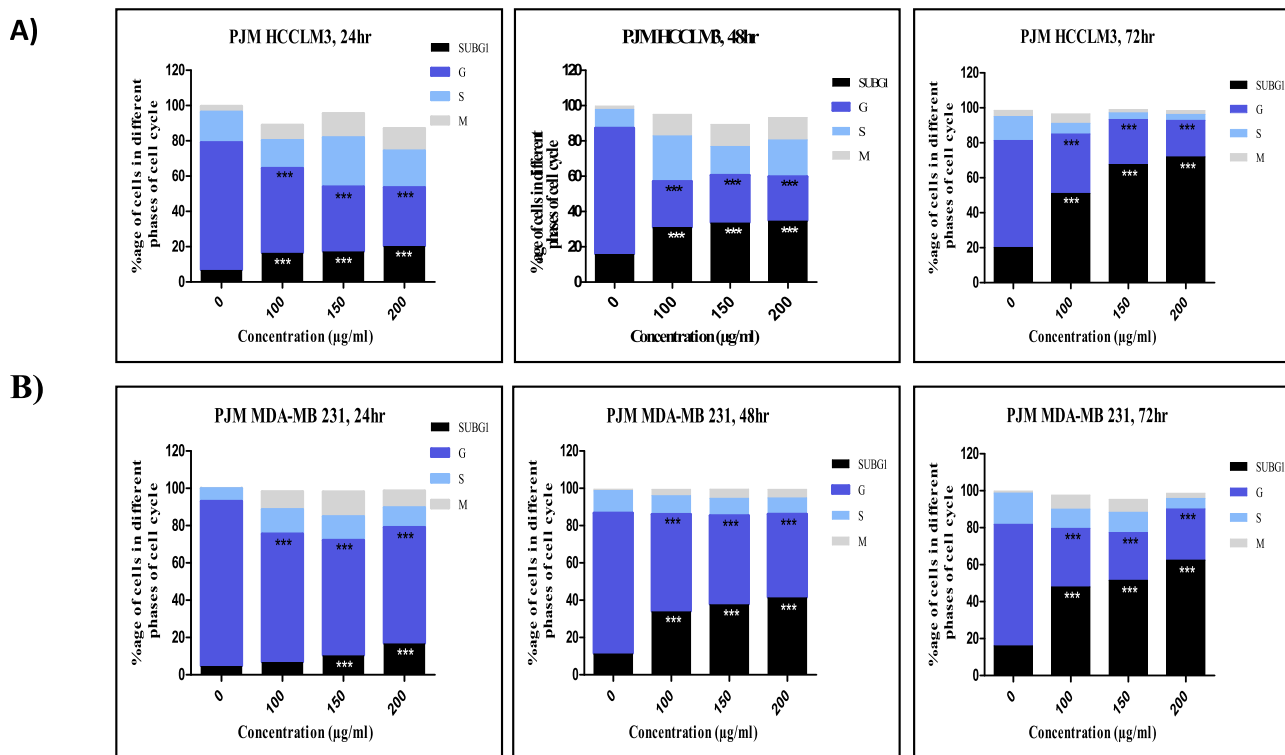 A)
PJM HCCLM3, 24hr
%age of cells in different
phases of cell cycle
120
100
80
60
40
20
0
*** *** ***
*** *** ***
0 100 150 200
Concentration (µg/ml)
SUBG1
G
S
M
PJM HCCLM3, 48hr
%age of cells in different
phases of cell cycle
120
100
80
60
40
20
0
*** *** ***
*** *** ***
0 100 150 200
Concentration (µg/ml)
SUBG1
G
S
M
PJM HCCLM3, 72hr
%age of cells in different
phases of cell cycle
120
100
80
60
40
20
0
*** *** ***
*** *** ***
0 100 150 200
Concentration (µg/ml)
SUBG1
G
S
M
B)
PJM MDA-MB 231, 24hr
%age of cells in different
phases of cell cycle
120
100
80
60
40
20
0
*** *** ***
*** ***
0 100 150 200
Concentration (µg/ml)
SUBG1
G
S
M
PJM MDA-MB 231, 48hr
%age of cells in different
phases of cell cycle
120
100
80
60
40
20
0
*** *** ***
*** *** ***
0 100 150 200
Concentration (µg/ml)
SUBG1
G
S
M
PJM MDA-MB 231, 72hr
%age of cells in different
phases of cell cycle
120
100
80
60
40
20
0
*** *** ***
*** *** ***
0 100 150 200
Concentration (µg/ml)
SUBG1
G
S
M